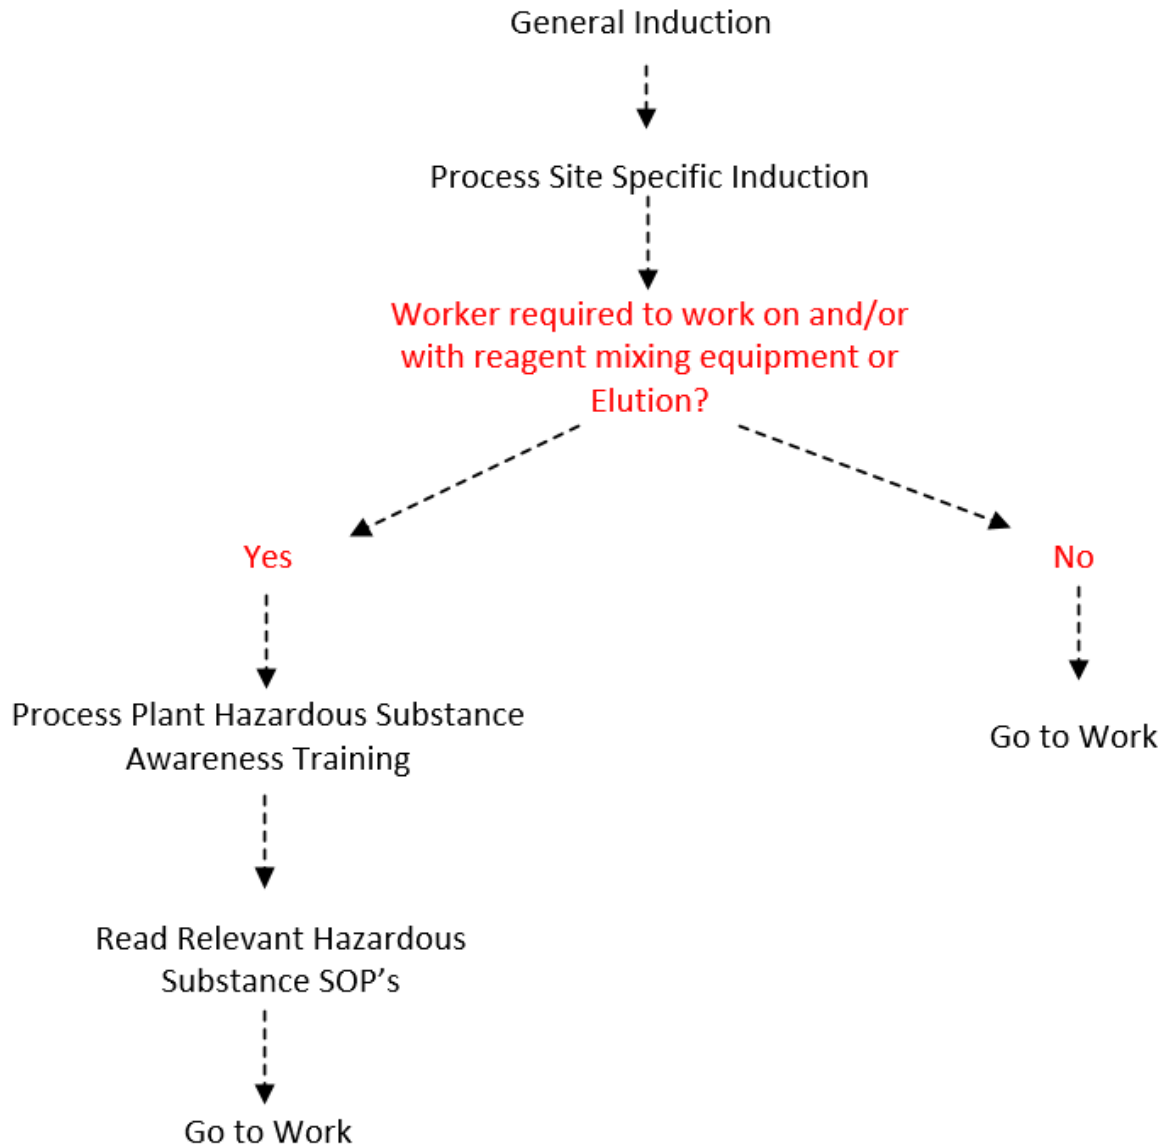 General Induction
Process Site Specific Induction
Worker required to work on and/or
with reagent mixing equipment or
Elution?
Yes
No
Process Plant Hazardous Substance
Awareness Training
Go to Work
Read Relevant Hazardous
Substance SOP’s
Go to Work